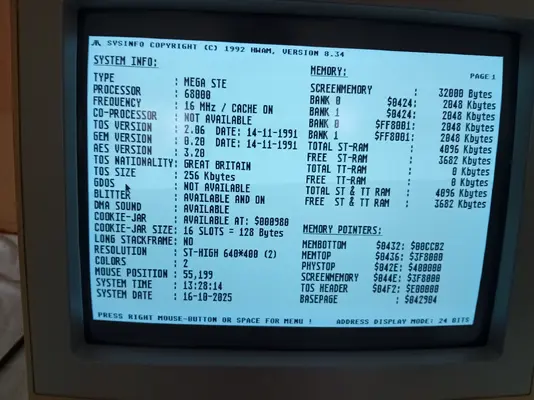 SYSINFO COPYRIGHT (C) 1992 HWAM, VERSION 8.34
SYSTEM INFO:
TYPE : MEGA STE
PROCESSOR : 68000
FREQUENCY : 16 MHz / CACHE ON
CO-PROCESSOR : NOT AVAILABLE
TOS VERSION : 2.06 DATE: 14-11-1991
GEM VERSION : 0.20 DATE: 14-11-1991
AES VERSION : 3.20
TOS NATIONALITY: GREAT BRITAIN
TOS SIZE : 256 Kbytes
GDOS : NOT AVAILABLE
BLITTER : AVAILABLE AND ON
DMA SOUND : AVAILABLE
COOKIE-JAR : AVAILABLE AT: $000980
COOKIE-JAR SIZE: 16 SLOTS = 128 Bytes
LONG STACKFRAME: NO
RESOLUTION : ST-HIGH 640*400 (2)
COLORS : 2
MOUSE POSITION : 55,199
SYSTEM TIME : 13:28:14
SYSTEM DATE : 16-10-2025
PAGE 1
MEMORY:
SCREENMEMORY : 32000 Bytes
BANK 0 $0424: 2048 Kbytes
BANK 1 $0424: 2048 Kbytes
BANK 0 $FF8001: 2048 Kbytes
BANK 1 $FF8001: 2048 Kbytes
TOTAL ST-RAM : 4096 Kbytes
FREE ST-RAM : 3682 Kbytes
TOTAL TT-RAM : 0 Kbytes
FREE TT-RAM : 0 Kbytes
TOTAL ST & TT RAM : 4096 Kbytes
FREE ST & TT RAM : 3682 Kbytes
MEMORY POINTERS:
MEMBOTTOM $0432: $00CCB2
MEMTOP $0436: $3F8000
PHYSTOP $042E: $400000
SCREENMEMORY $044E: $3F8000
TOS HEADER $04F2: $E00000
BASEPAGE : $042984
PRESS RIGHT MOUSE-BUTTON OR SPACE FOR MENU ! ADDRESS DISPLAY MODE: 24 BITS